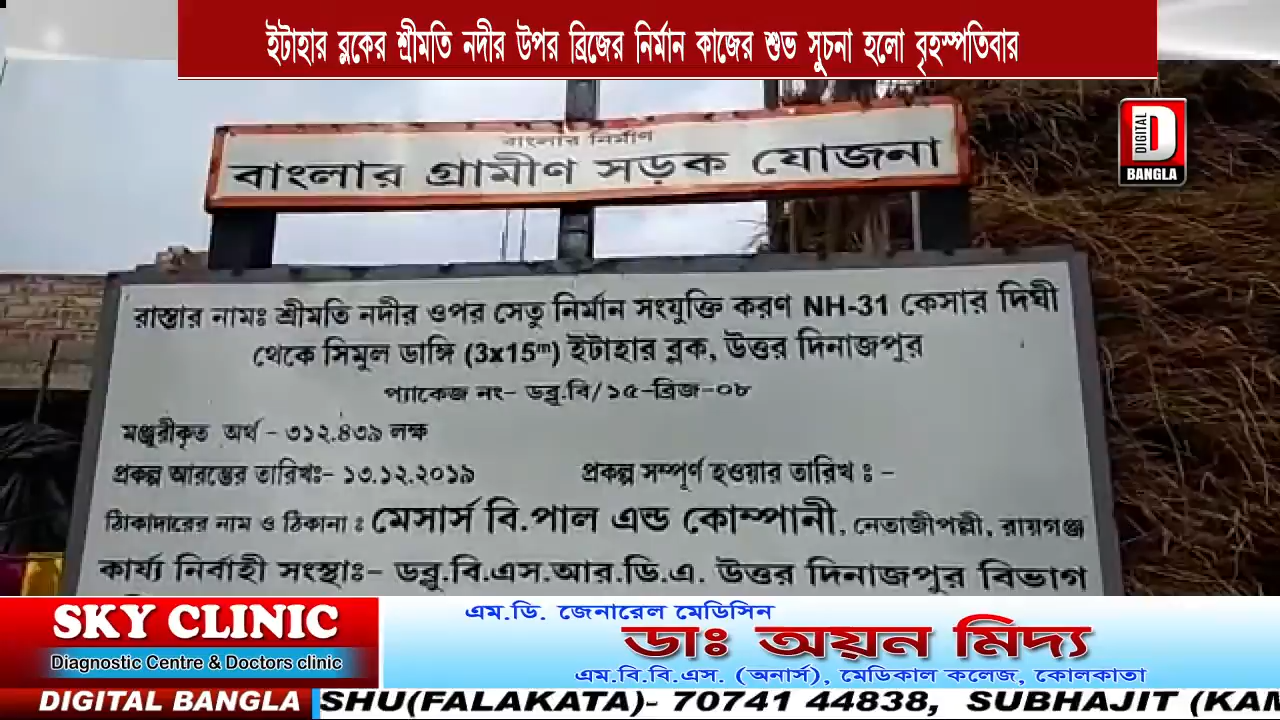 ইটাহার ব্লকের শ্রীমতি নদীর উপর ব্রিজের নির্মান কাজের শুভ সুচনা হলো বৃহস্পতিবার
DIGITAL
D
BANGLA
বাংলার নির্মাণ
বাংলার গ্রামীণ সড়ক যোজনা
রাস্তার নামঃ শ্রীমতি নদীর ওপর সেতু নির্মান সংযুক্তি করণ NH-31 কেসার দিঘী
থেকে সিমুল ডাঙ্গি (3x15ᵐ) ইটাহার ব্লক, উত্তর দিনাজপুর
প্যাকেজ নং- ডব্লু.বি/১৫-ব্রিজ-০৮
মঞ্জুরীকৃত অর্থ - ৩১২.৪৩৯ লক্ষ
প্রকল্প আরম্ভের তারিখঃ- ১৩.১২.২০১৯ প্রকল্প সম্পূর্ণ হওয়ার তারিখ ঃ -
ঠিকাদারের নাম ও ঠিকানা ঃ মেসার্স বি.পাল এন্ড কোম্পানী, নেতাজীপল্লী, রায়গঞ্জ
কার্য্য নির্বাহী সংস্থাঃ- ডব্লু.বি.এস.আর.ডি.এ. উত্তর দিনাজপুর বিভাগ
SKY CLINIC
Diagnostic Centre & Doctors clinic
এম.ডি. জেনারেল মেডিসিন
ডাঃ অয়ন মিদ্য
এম.বি.বি.এস. (অনার্স), মেডিকাল কলেজ, কোলকাতা
DIGITAL BANGLA SHU(FALAKATA)- 70741 44838, SUBHAJIT (KAM